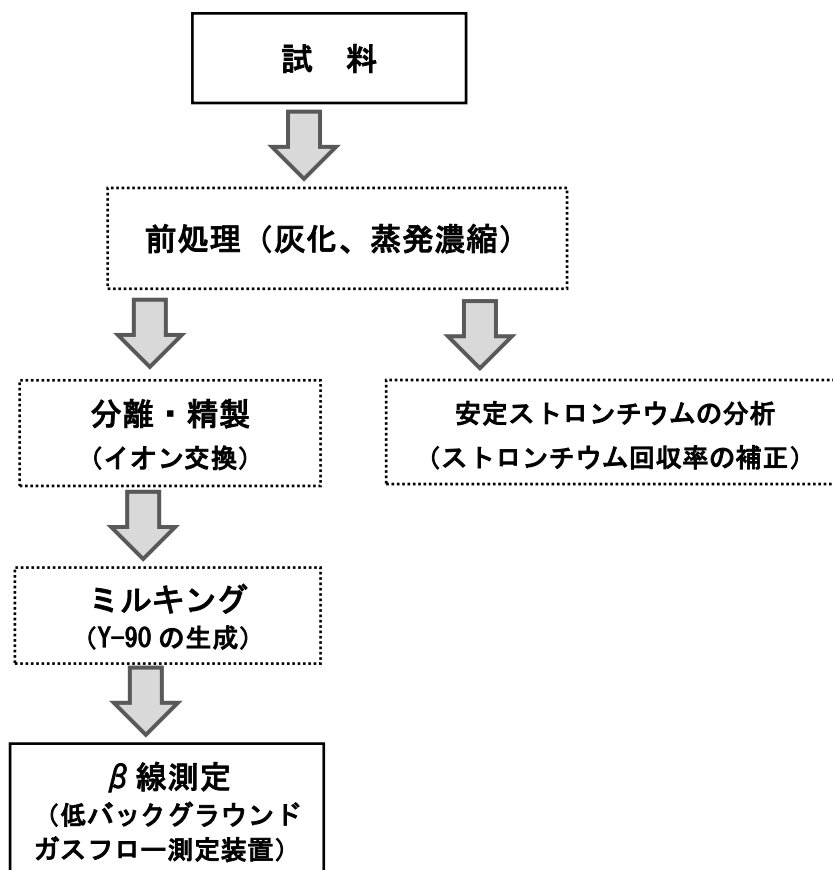 試　料
前処理（灰化、蒸発濃縮）
分離・精製
（イオン交換）
安定ストロンチウムの分析
（ストロンチウム回収率の補正）
ミルキング
（Y-90 の生成）
β線測定
（低バックグラウンド
ガスフロー測定装置）